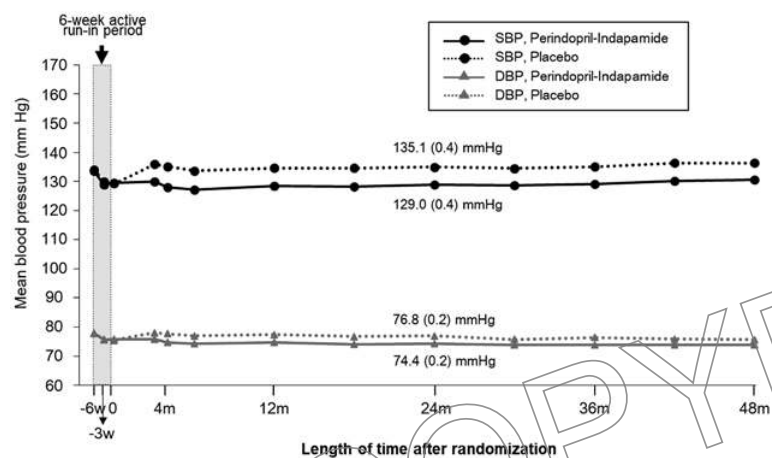 6-week active
run-in period
SBP, Perindopril-Indapamide
SBP, Placebo
DBP, Perindopril-Indapamide
DBP, Placebo
Mean blood pressure (mm Hg)
170
160
150
140
130
120
110
100
90
80
70
60
135.1 (0.4) mmHg
129.0 (0.4) mmHg
76.8 (0.2) mmHg
74.4 (0.2) mmHg
-6w 0 4m 12m 24m 36m 48m
-3w
Length of time after randomization